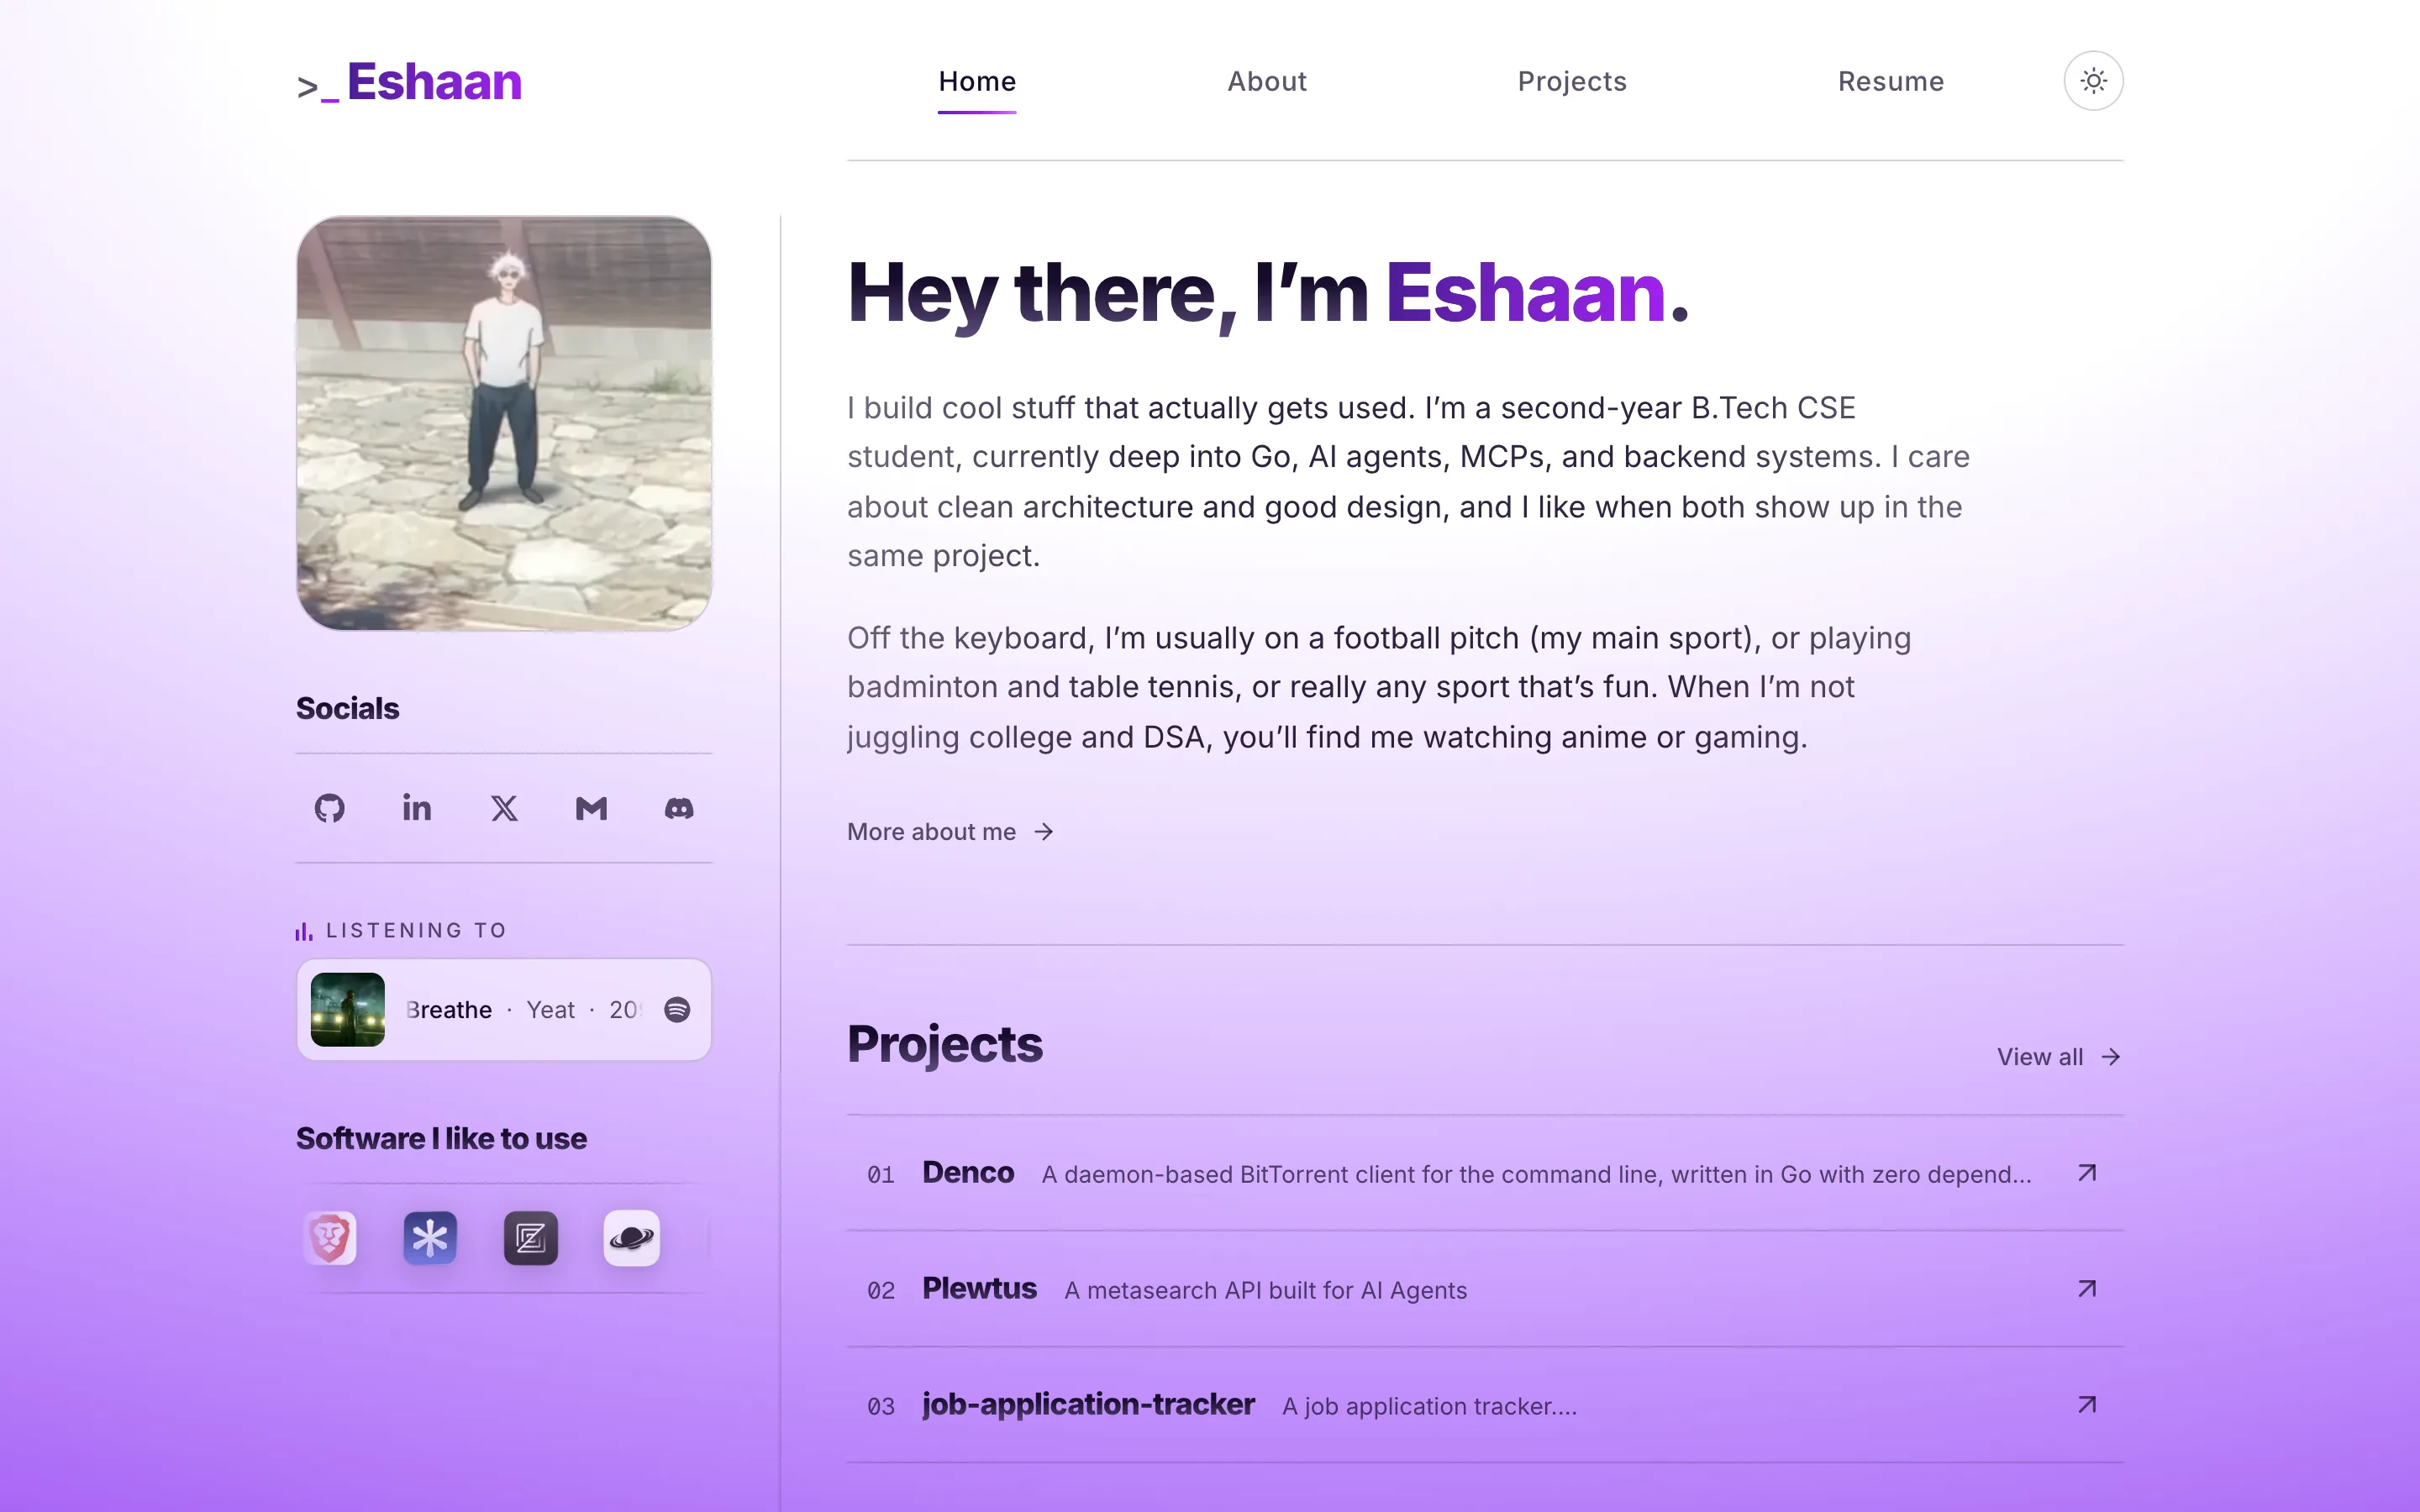 >_ Eshaan
Home
About
Projects
Resume
Hey there, I’m Eshaan.
I build cool stuff that actually gets used. I’m a second-year B.Tech CSE
student, currently deep into Go, AI agents, MCPs, and backend systems. I care
about clean architecture and good design, and I like when both show up in the
same project.
Off the keyboard, I’m usually on a football pitch (my main sport), or playing
badminton and table tennis, or really any sport that’s fun. When I’m not
juggling college and DSA, you’ll find me watching anime or gaming.
More about me →
Socials
LISTENING TO
Breathe · Yeat ·
Software I like to use
Projects
View all →
01 Denco A daemon-based BitTorrent client for the command line, written in Go with zero depend...
02 Plewtus A metasearch API built for AI Agents
03 job-application-tracker A job application tracker....